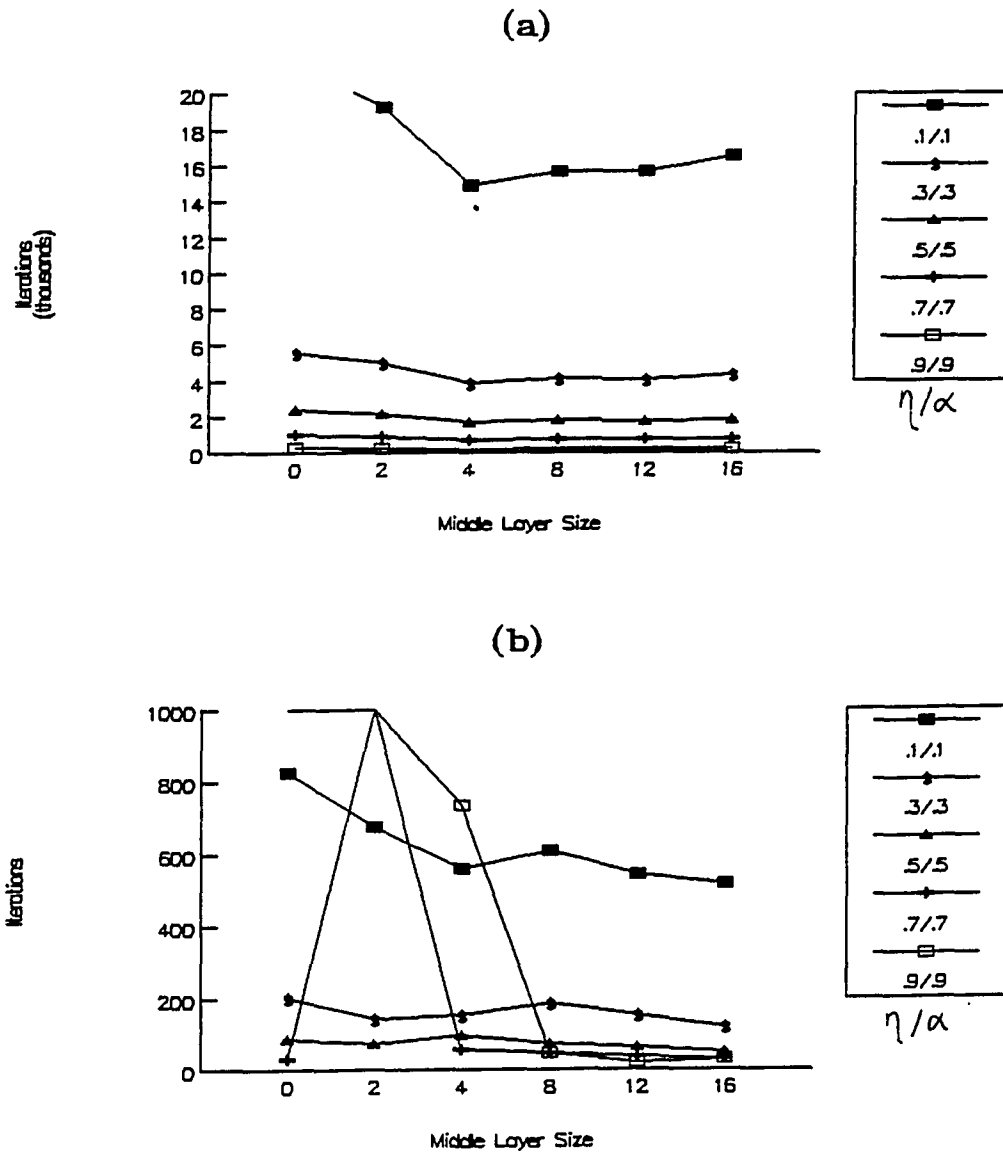 (a)
20
18
16
14
12
10
8
6
4
2
0
Iterations
(thousands)
0 2 4 8 12 16
Middle Layer Size
.1/.1
.3/.3
.5/.5
.7/.7
.9/.9
η/α
(b)
1000
800
600
400
200
0
Iterations
0 2 4 8 12 16
Middle Layer Size
.1/.1
.3/.3
.5/.5
.7/.7
.9/.9
η/α